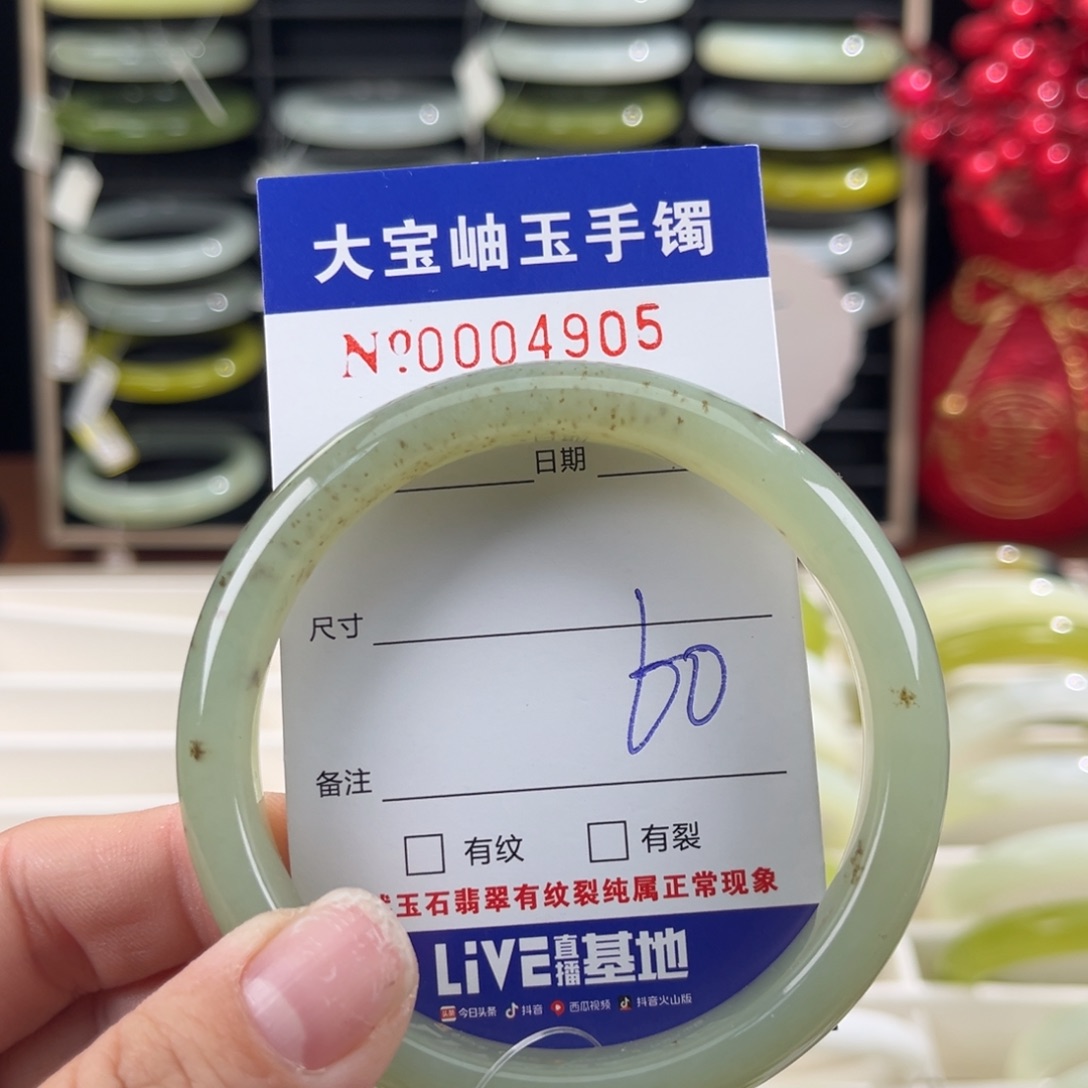 大宝岫玉手镯
No0004905
日期
尺寸
60
备注
有纹 有裂
玉石翡翠有纹裂纯属正常现象
LiVE直播基地
今日头条 抖音 西瓜视频 抖音火山版